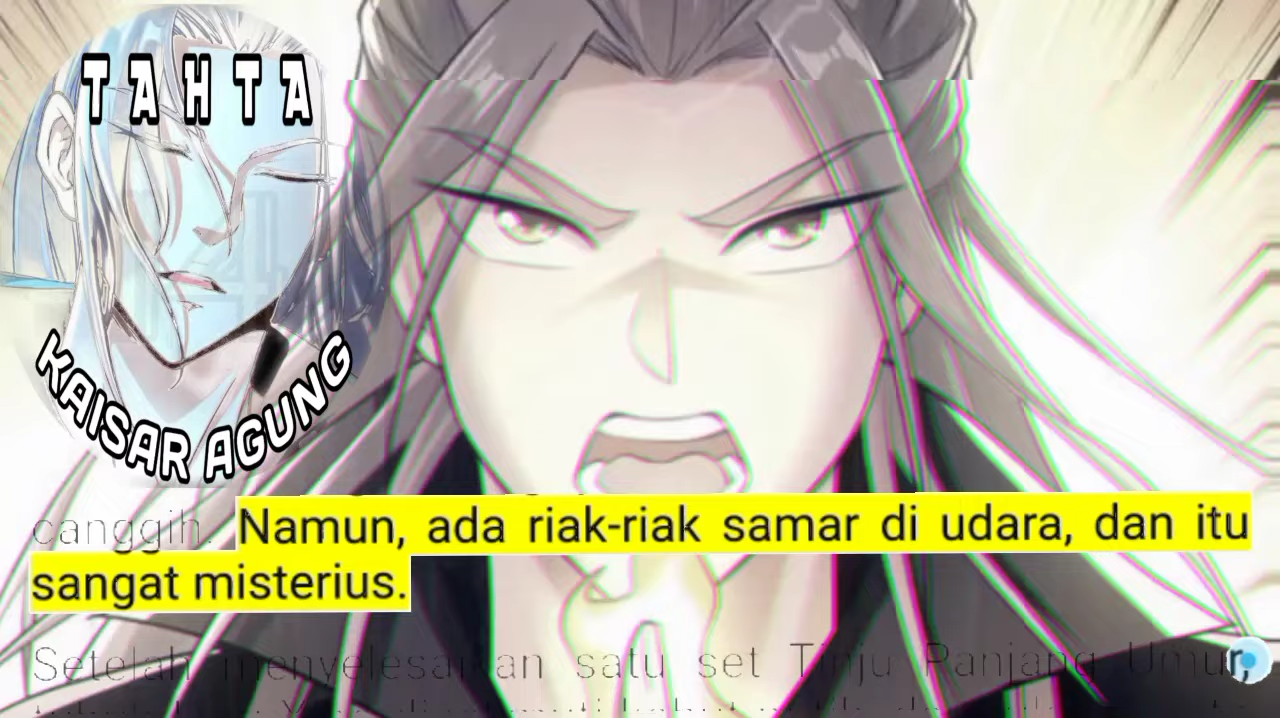 TAHTA
KAISAR AGUNG
canggih. Namun, ada riak-riak samar di udara, dan itu
sangat misterius.
Setelah menyelesaikan satu set Tinju Panjang Umur,